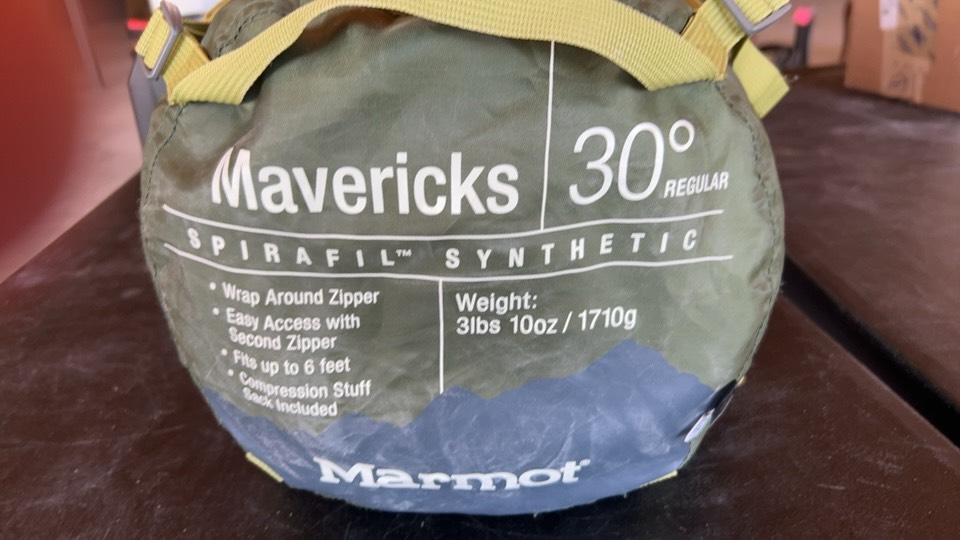 Mavericks
30°
REGULAR
SPIRAFIL™ SYNTHETIC
• Wrap Around Zipper
• Easy Access with
Second Zipper
• Fits up to 6 feet
• Compression Stuff
Sack Included
Weight:
3lbs 10oz / 1710g
Marmot®